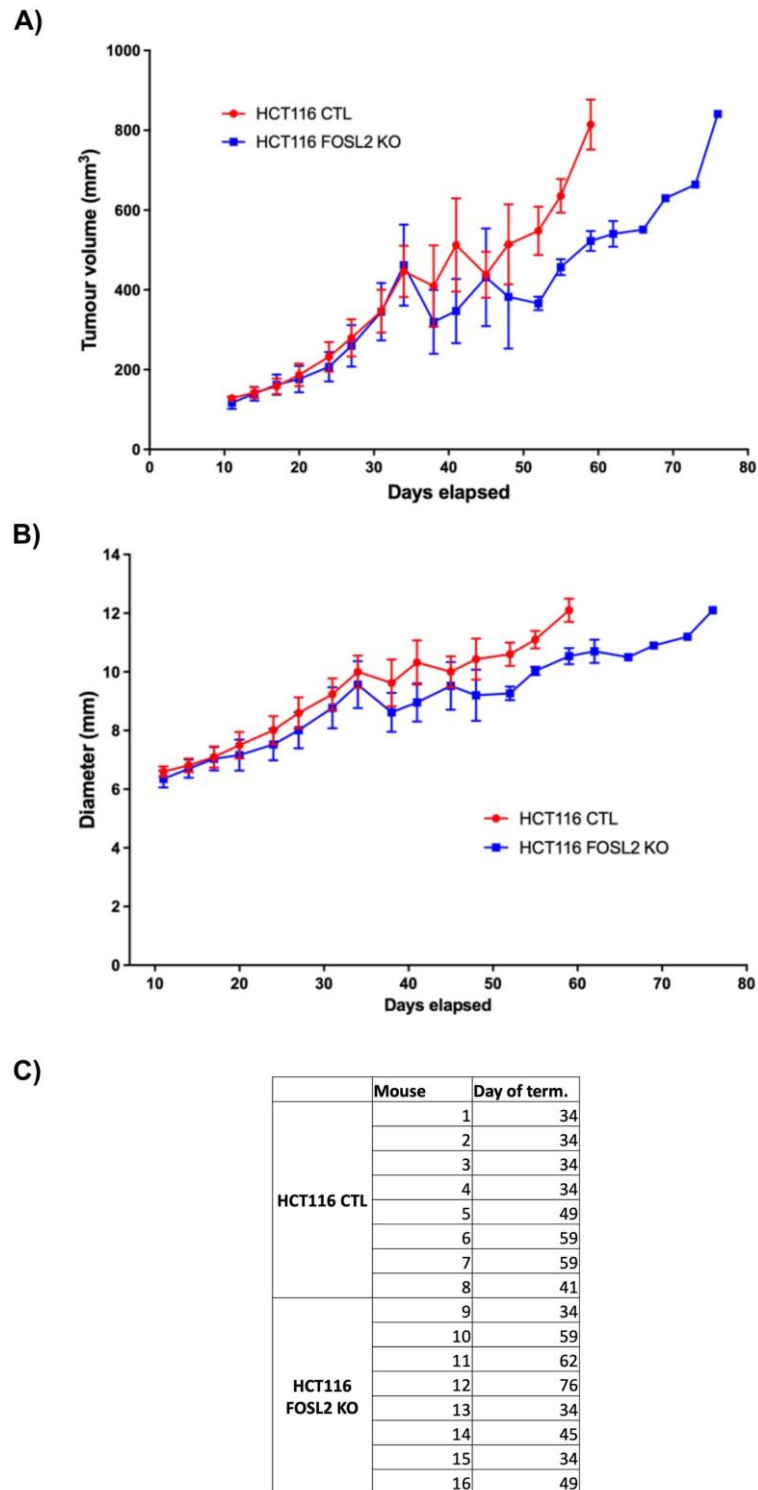 A)
1000
800
600
400
200
0
Tumour volume (mm³)
HCT116 CTL
HCT116 FOSL2 KO
0 10 20 30 40 50 60 70 80
Days elapsed
B)
14
12
10
8
6
4
2
0
Diameter (mm)
HCT116 CTL
HCT116 FOSL2 KO
10 20 30 40 50 60 70 80
Days elapsed
C)
Mouse Day of term.
HCT116 CTL
1 34
2 34
3 34
4 34
5 49
6 59
7 59
8 41
HCT116
FOSL2 KO
9 34
10 59
11 62
12 76
13 34
14 45
15 34
16 49